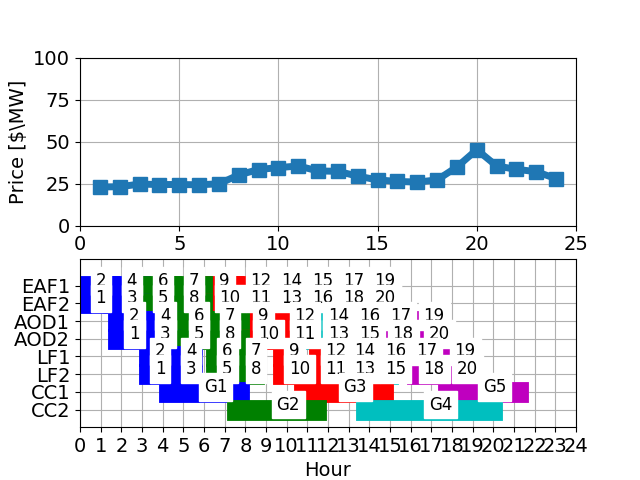 100
75
50
25
0
Price [$\MW]
0 5 10 15 20 25
EAF1 2 4 6 7 9 12 14 15 17 19
EAF2 1 3 5 8 10 11 13 16 18 20
AOD1 2 4 6 7 9 12 14 16 17 19
AOD2 1 3 5 8 10 11 13 15 18 20
LF1 2 4 6 7 9 12 14 16 17 19
LF2 1 3 5 8 10 11 13 15 18 20
CC1 G1 G3 G5
CC2 G2 G4
0 1 2 3 4 5 6 7 8 9 10 11 12 13 14 15 16 17 18 19 20 21 22 23 24
Hour